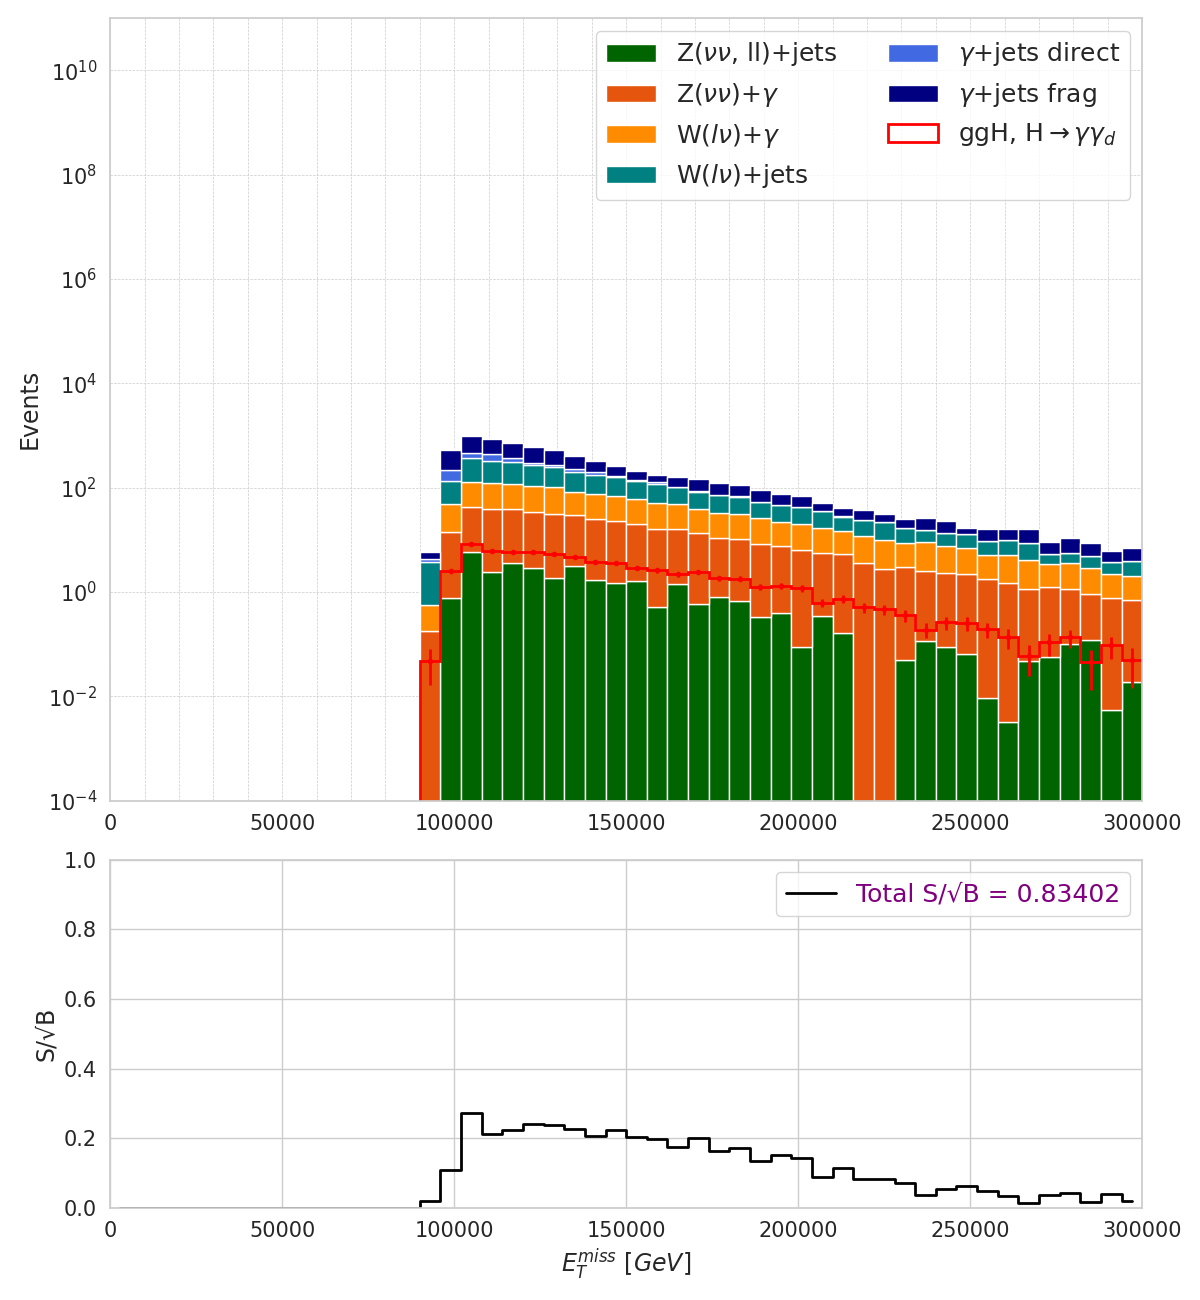 Z(νν, ll)+jets
Z(νν)+γ
W(lν)+γ
W(lν)+jets
γ+jets direct
γ+jets frag
ggH, H→γγ_d
Events
10^10
10^8
10^6
10^4
10^2
10^0
10^−2
10^−4
0 50000 100000 150000 200000 250000 300000
Total S/√B = 0.83402
S/√B
1.0
0.8
0.6
0.4
0.2
0.0
0 50000 100000 150000 200000 250000 300000
E_T^miss [GeV]